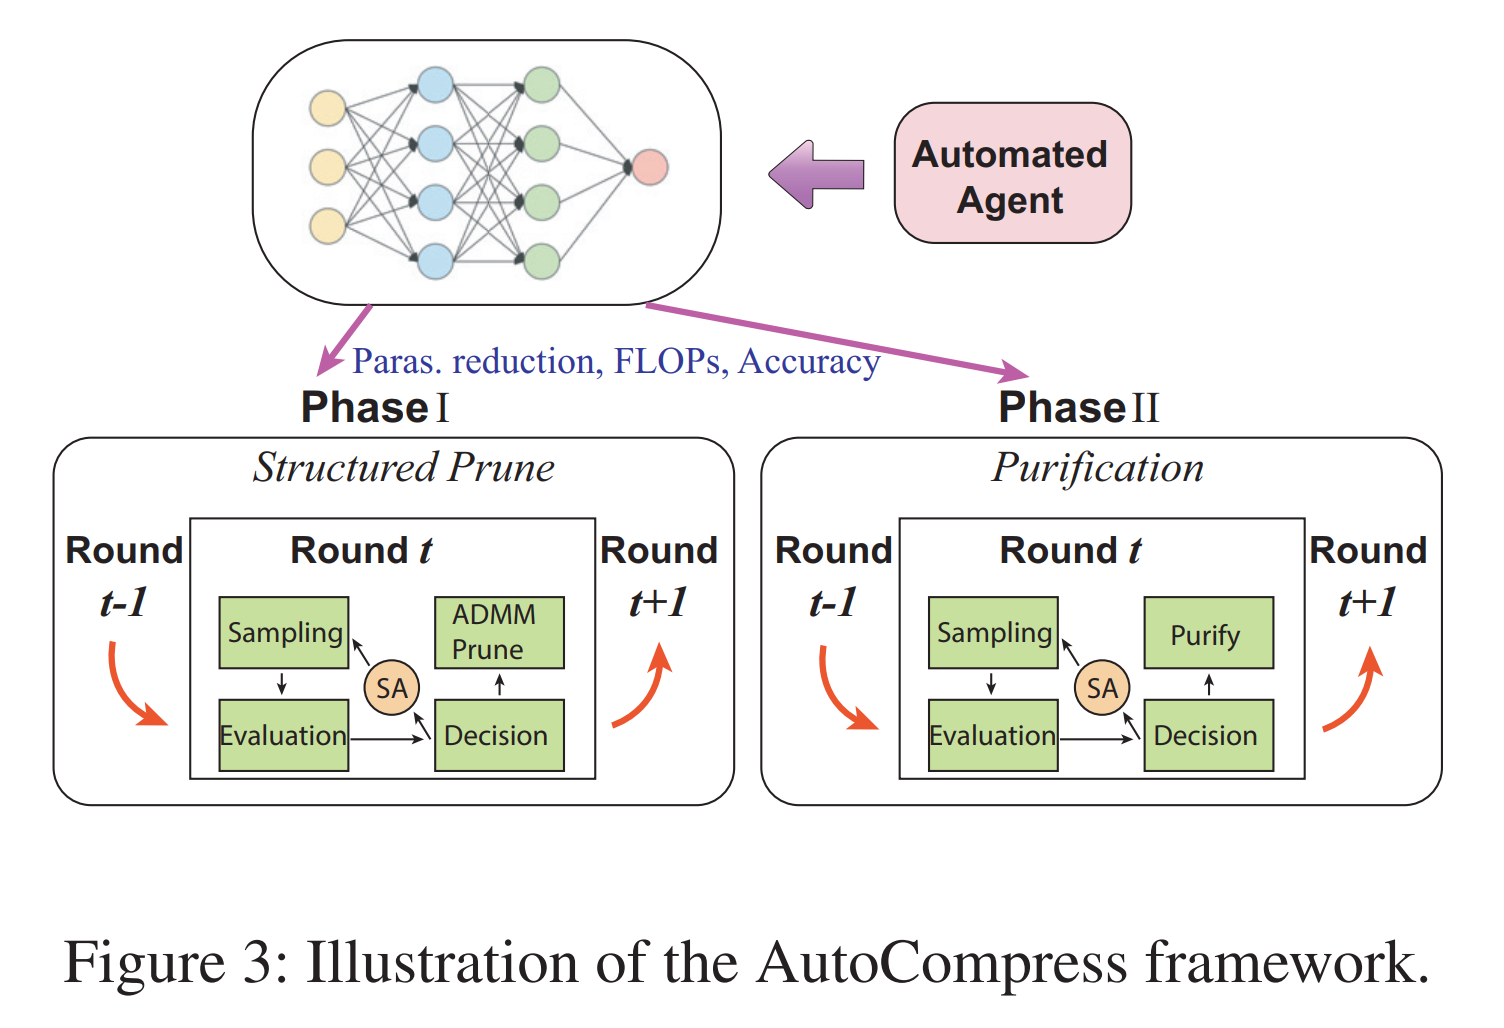 Automated
Agent
Paras. reduction, FLOPs, Accuracy
Phase I
Structured Prune
Round
t-1
Round t
Sampling
ADMM
Prune
SA
Evaluation
Decision
Round
t+1
Phase II
Purification
Round
t-1
Round t
Sampling
Purify
SA
Evaluation
Decision
Round
t+1
Figure 3: Illustration of the AutoCompress framework.